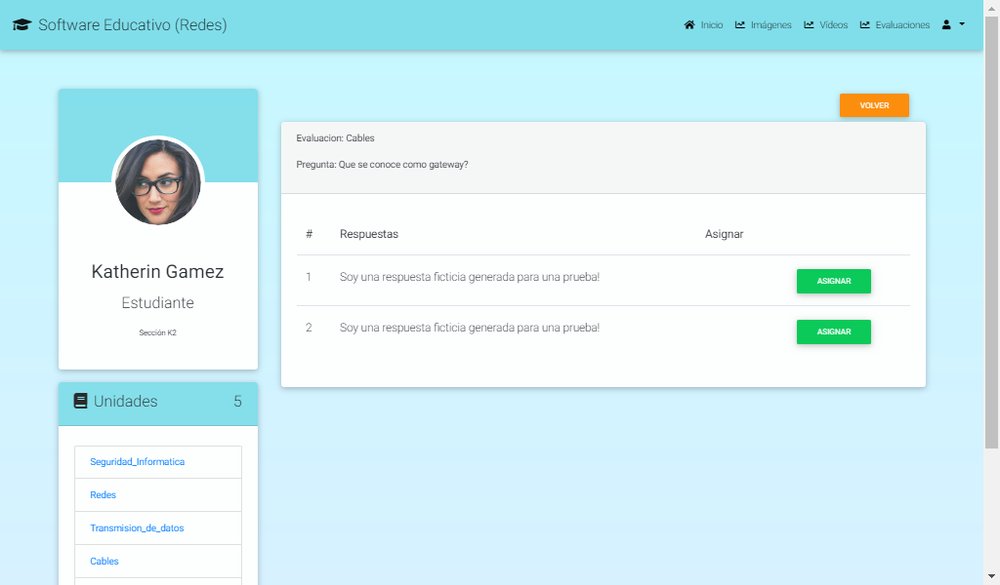 Software Educativo (Redes)
Inicio
Imágenes
Vídeos
Evaluaciones
VOLVER
Katherin Gamez
Estudiante
Sección K2
Evaluacion: Cables
Pregunta: Que se conoce como gateway?
# Respuestas Asignar
1 Soy una respuesta ficticia generada para una prueba! ASIGNAR
2 Soy una respuesta ficticia generada para una prueba! ASIGNAR
Unidades 5
Seguridad_Informatica
Redes
Transmision_de_datos
Cables